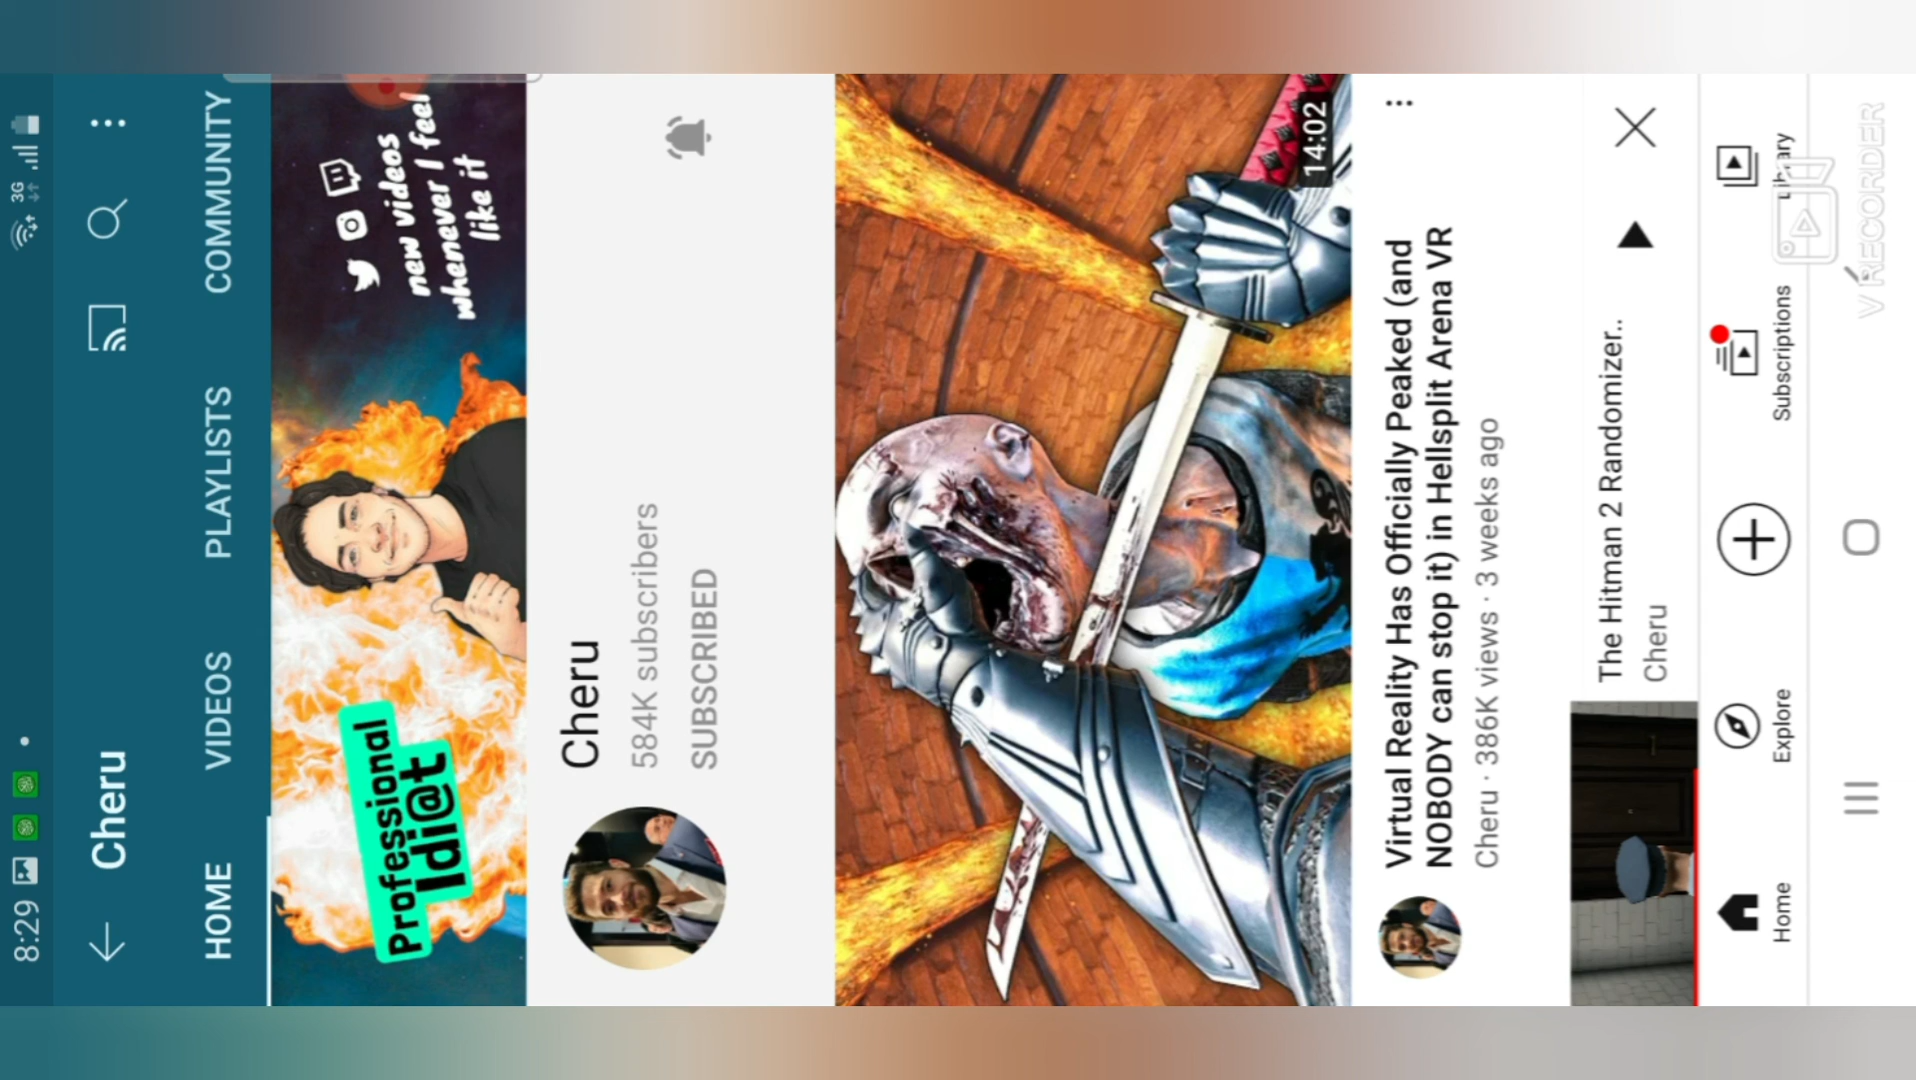 8:29
3G
Cheru
HOME
VIDEOS
PLAYLISTS
COMMUNITY
Professional
Idi@t
new videos
whenever I feel
like it
Cheru
584K subscribers
SUBSCRIBED
14:02
Virtual Reality Has Officially Peaked (and
NOBODY can stop it) in Hellsplit Arena VR
Cheru · 386K views · 3 weeks ago
The Hitman 2 Randomizer..
Cheru
Home
Explore
Subscriptions
Library
V RECORDER